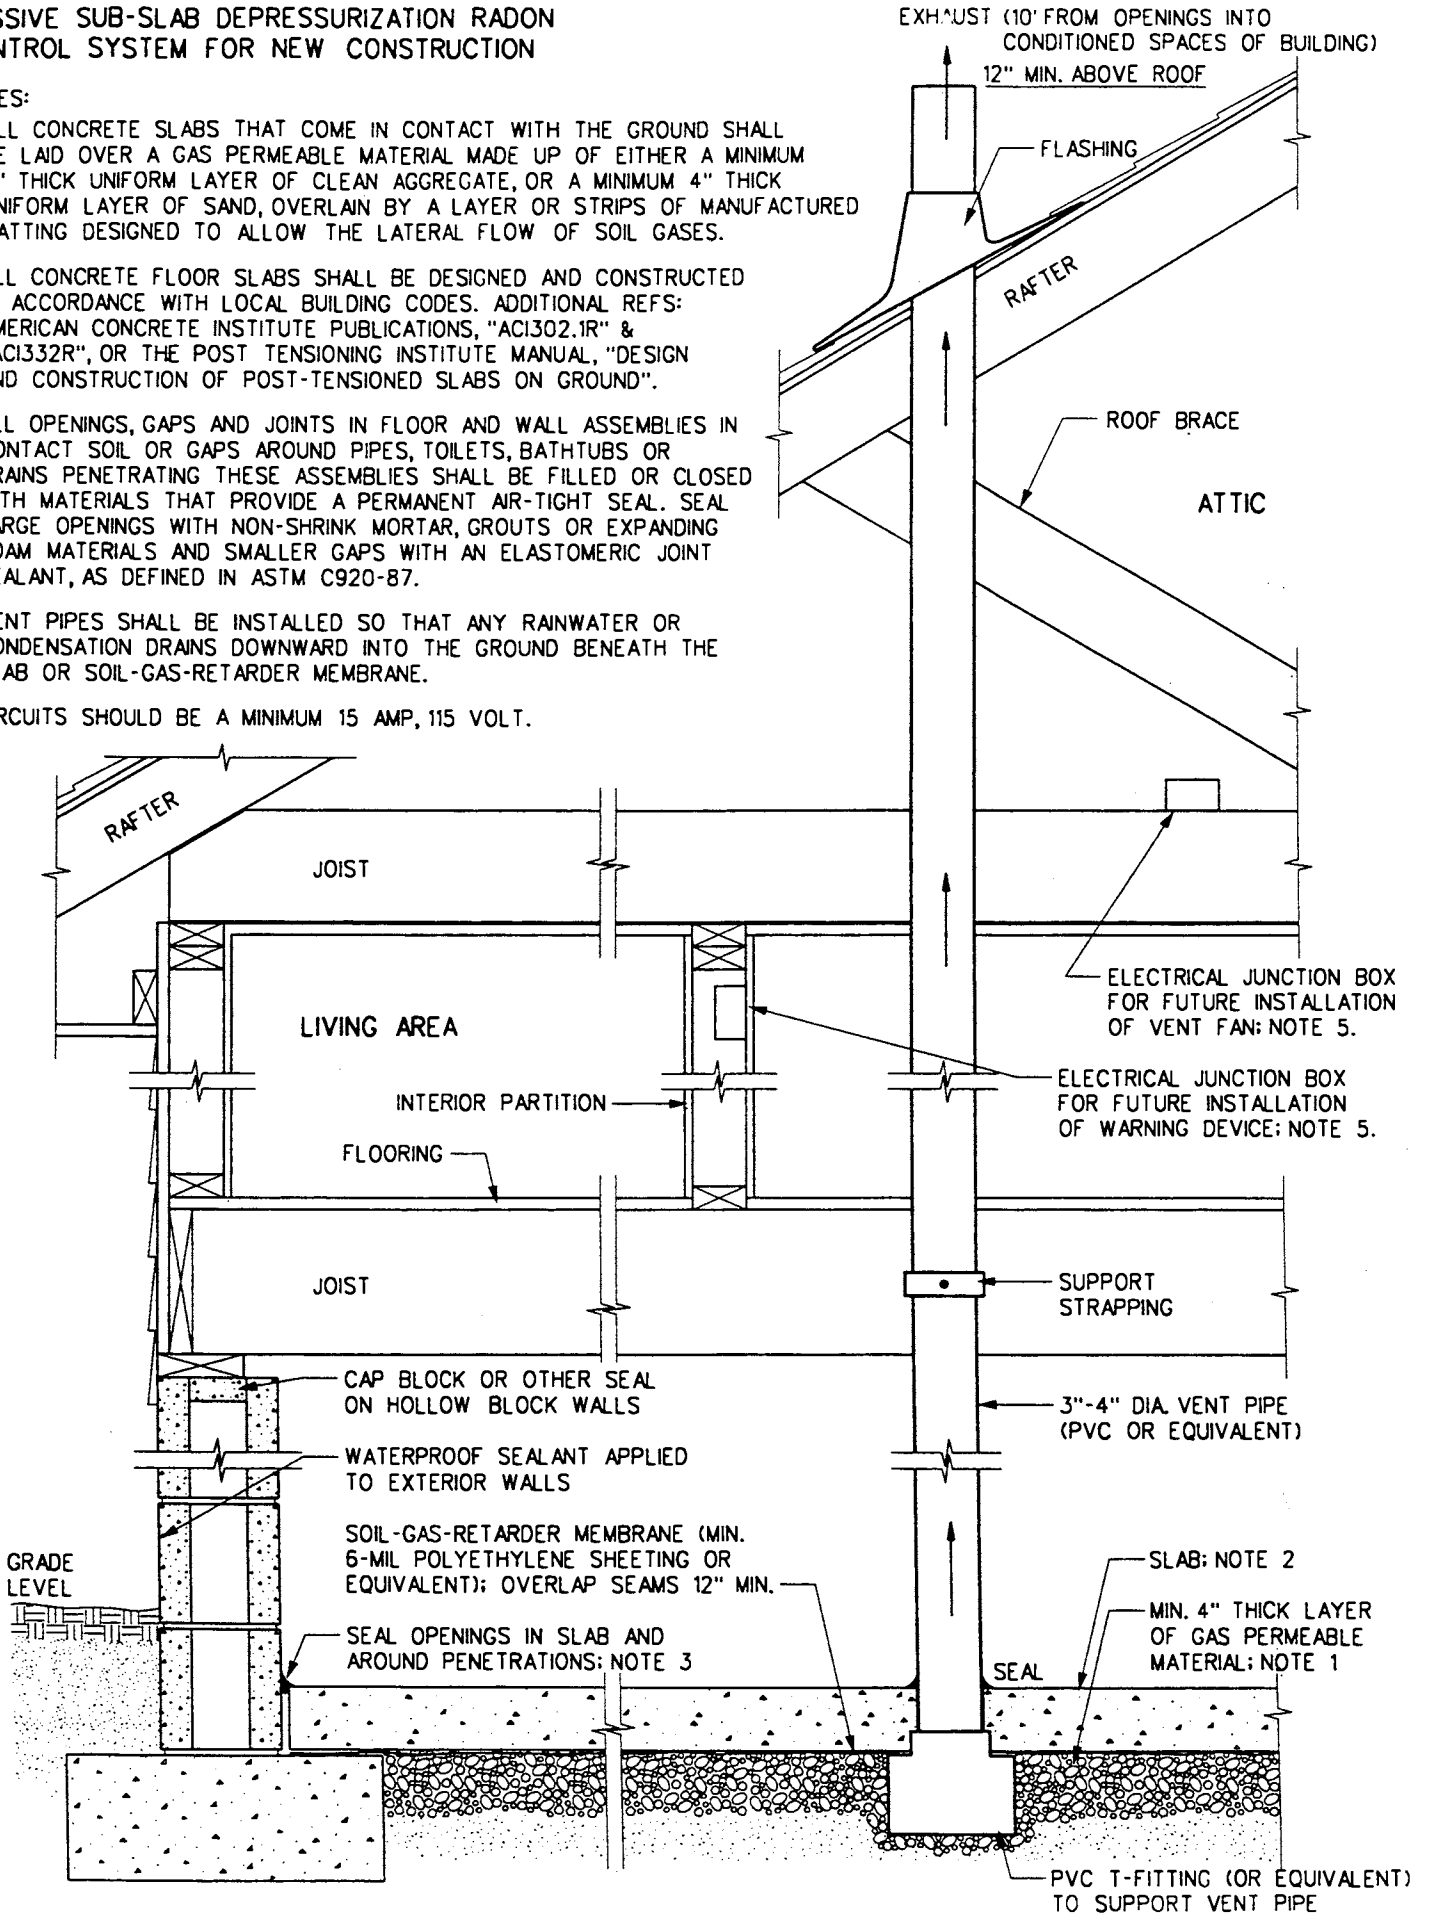 SSIVE SUB-SLAB DEPRESSURIZATION RADON
NTROL SYSTEM FOR NEW CONSTRUCTION
ES:
LL CONCRETE SLABS THAT COME IN CONTACT WITH THE GROUND SHALL
E LAID OVER A GAS PERMEABLE MATERIAL MADE UP OF EITHER A MINIMUM
" THICK UNIFORM LAYER OF CLEAN AGGREGATE, OR A MINIMUM 4" THICK
NIFORM LAYER OF SAND, OVERLAIN BY A LAYER OR STRIPS OF MANUFACTURED
ATTING DESIGNED TO ALLOW THE LATERAL FLOW OF SOIL GASES.
LL CONCRETE FLOOR SLABS SHALL BE DESIGNED AND CONSTRUCTED
ACCORDANCE WITH LOCAL BUILDING CODES. ADDITIONAL REFS:
MERICAN CONCRETE INSTITUTE PUBLICATIONS, "ACI302.1R" &
ACI332R", OR THE POST TENSIONING INSTITUTE MANUAL, "DESIGN
ND CONSTRUCTION OF POST-TENSIONED SLABS ON GROUND".
LL OPENINGS, GAPS AND JOINTS IN FLOOR AND WALL ASSEMBLIES IN
ONTACT SOIL OR GAPS AROUND PIPES, TOILETS, BATHTUBS OR
RAINS PENETRATING THESE ASSEMBLIES SHALL BE FILLED OR CLOSED
TH MATERIALS THAT PROVIDE A PERMANENT AIR-TIGHT SEAL. SEAL
ARGE OPENINGS WITH NON-SHRINK MORTAR, GROUTS OR EXPANDING
OAM MATERIALS AND SMALLER GAPS WITH AN ELASTOMERIC JOINT
EALANT, AS DEFINED IN ASTM C920-87.
ENT PIPES SHALL BE INSTALLED SO THAT ANY RAINWATER OR
ONDENSATION DRAINS DOWNWARD INTO THE GROUND BENEATH THE
AB OR SOIL-GAS-RETARDER MEMBRANE.
RCUITS SHOULD BE A MINIMUM 15 AMP, 115 VOLT.
EXHAUST (10' FROM OPENINGS INTO
CONDITIONED SPACES OF BUILDING)
12" MIN. ABOVE ROOF
FLASHING
RAFTER
ROOF BRACE
ATTIC
RAFTER
JOIST
LIVING AREA
ELECTRICAL JUNCTION BOX
FOR FUTURE INSTALLATION
OF VENT FAN; NOTE 5.
ELECTRICAL JUNCTION BOX
FOR FUTURE INSTALLATION
OF WARNING DEVICE; NOTE 5.
INTERIOR PARTITION
FLOORING
JOIST
SUPPORT
STRAPPING
CAP BLOCK OR OTHER SEAL
ON HOLLOW BLOCK WALLS
3"-4" DIA. VENT PIPE
(PVC OR EQUIVALENT)
WATERPROOF SEALANT APPLIED
TO EXTERIOR WALLS
SOIL-GAS-RETARDER MEMBRANE (MIN.
6-MIL POLYETHYLENE SHEETING OR
EQUIVALENT); OVERLAP SEAMS 12" MIN.
GRADE
LEVEL
SLAB; NOTE 2
MIN. 4" THICK LAYER
OF GAS PERMEABLE
MATERIAL; NOTE 1
SEAL OPENINGS IN SLAB AND
AROUND PENETRATIONS; NOTE 3
SEAL
PVC T-FITTING (OR EQUIVALENT)
TO SUPPORT VENT PIPE